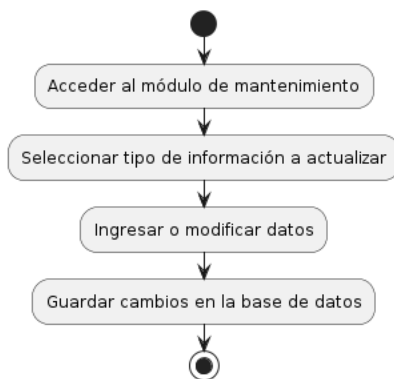 Acceder al módulo de mantenimiento
Seleccionar tipo de información a actualizar
Ingresar o modificar datos
Guardar cambios en la base de datos